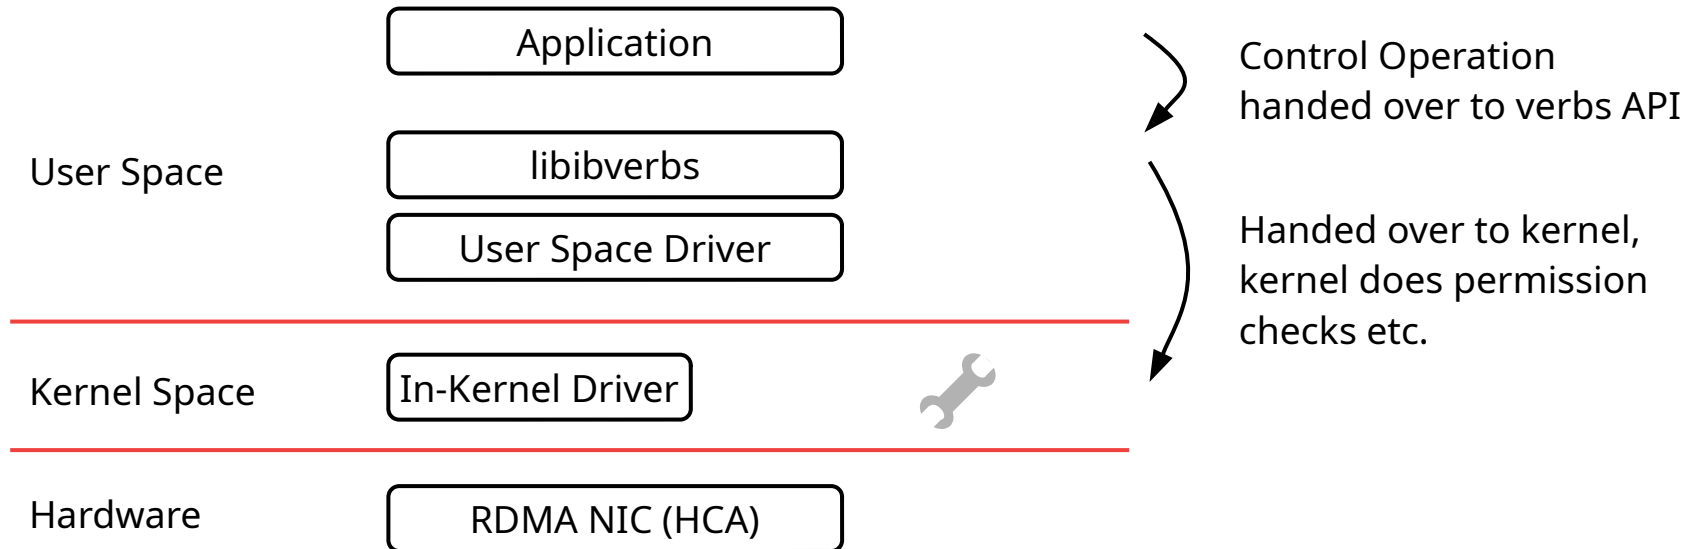 Application
Control Operation
handed over to verbs API
User Space
libibverbs
User Space Driver
Handed over to kernel,
kernel does permission
checks etc.
Kernel Space
In-Kernel Driver
Hardware
RDMA NIC (HCA)